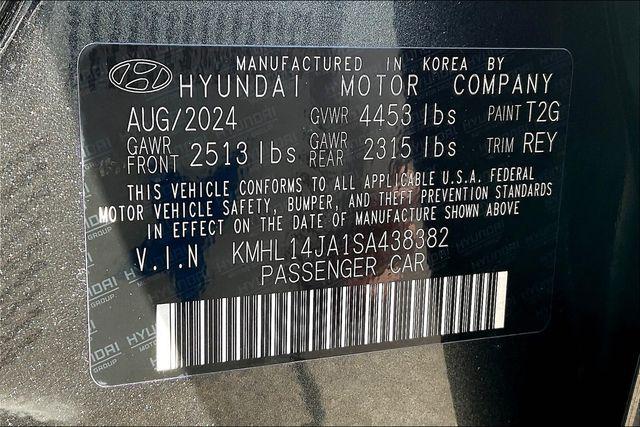 MANUFACTURED IN KOREA BY
HYUNDAI MOTOR COMPANY
AUG/2024 GVWR 4453 lbs PAINT T2G
GAWR FRONT 2513 lbs GAWR REAR 2315 lbs TRIM REY
THIS VEHICLE CONFORMS TO ALL APPLICABLE U.S.A. FEDERAL
MOTOR VEHICLE SAFETY, BUMPER, AND THEFT PREVENTION STANDARDS
IN EFFECT ON THE DATE OF MANUFACTURE SHOWN ABOVE
V.I.N KMHL14JA1SA438382
PASSENGER CAR